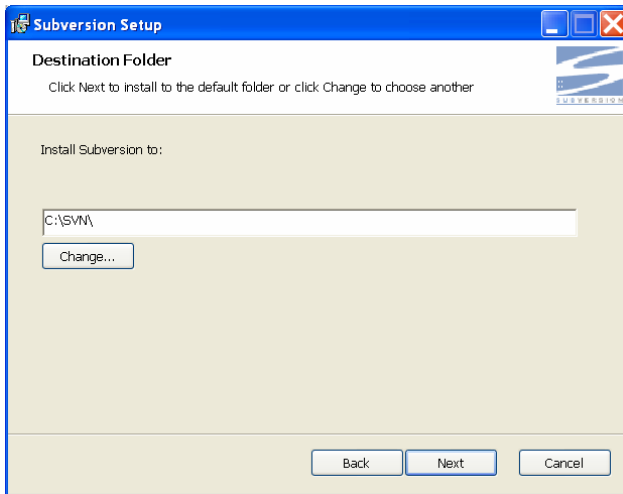 Subversion Setup
Destination Folder
Click Next to install to the default folder or click Change to choose another
SUBVERSION
Install Subversion to:
C:\SVN\
Change...
Back Next Cancel